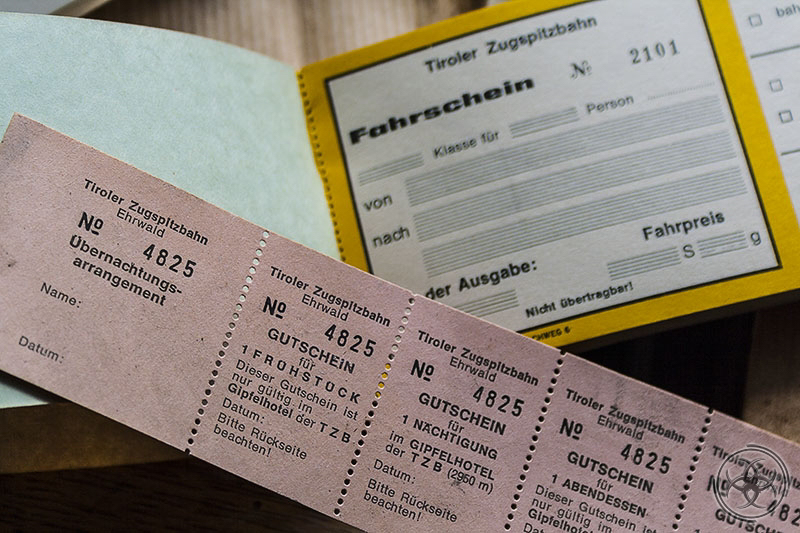 Tiroler Zugspitzbahn
Nº 2101
Fahrschein
Klasse für Person
von
nach
Fahrpreis
S g
der Ausgabe:
Nicht übertragbar!
bah
Tiroler Zugspitzbahn
Ehrwald
Nº 4825
Übernachtungs-
arrangement
Name:
Datum:
Tiroler Zugspitzbahn
Ehrwald
Nº 4825
GUTSCHEIN
für
1 FRÜHSTÜCK
Dieser Gutschein ist
nur gültig im
Gipfelhotel der TZB
Datum:
Bitte Rückseite
beachten!
Tiroler Zugspitzbahn
Ehrwald
Nº 4825
GUTSCHEIN
für
1 NÄCHTIGUNG
im GIPFELHOTEL
der TZB (2960 m)
Datum:
Bitte Rückseite
beachten!
Tiroler Zugspitzbahn
Ehrwald
Nº 4825
GUTSCHEIN
für
1 ABENDESSEN
Dieser Gutschein
nur gültig im
Gipfelhotel
Tiroler